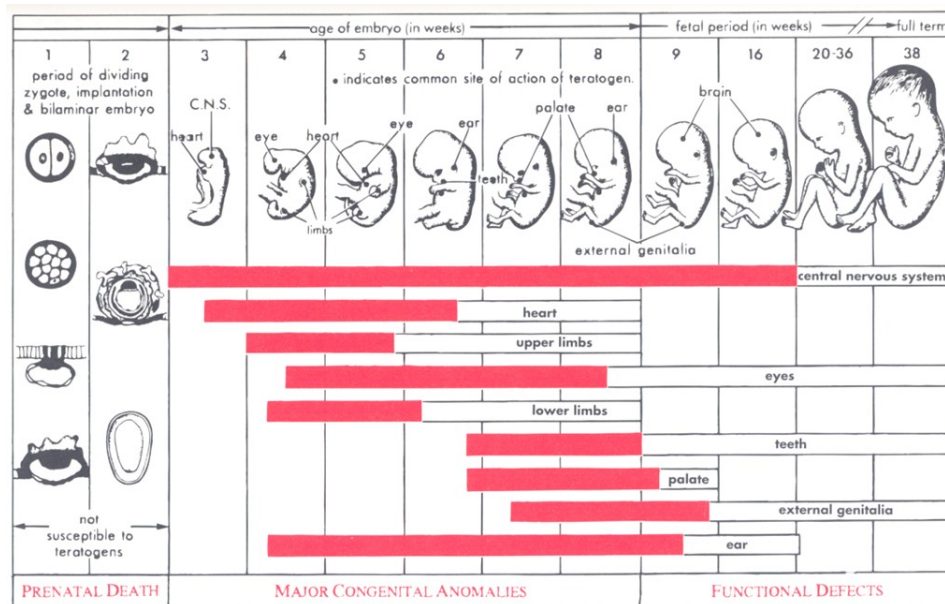 age of embryo (in weeks)
fetal period (in weeks)
full term
1
2
3
4
5
6
7
8
9
16
20-36
38
period of dividing
zygote, implantation
& bilaminar embryo
• indicates common site of action of teratogen.
C.N.S.
heart
eye
heart
eye
ear
palate
ear
brain
teeth
limbs
external genitalia
central nervous system
heart
upper limbs
eyes
lower limbs
teeth
palate
external genitalia
ear
not
susceptible to
teratogens
PRENATAL DEATH
MAJOR CONGENITAL ANOMALIES
FUNCTIONAL DEFECTS